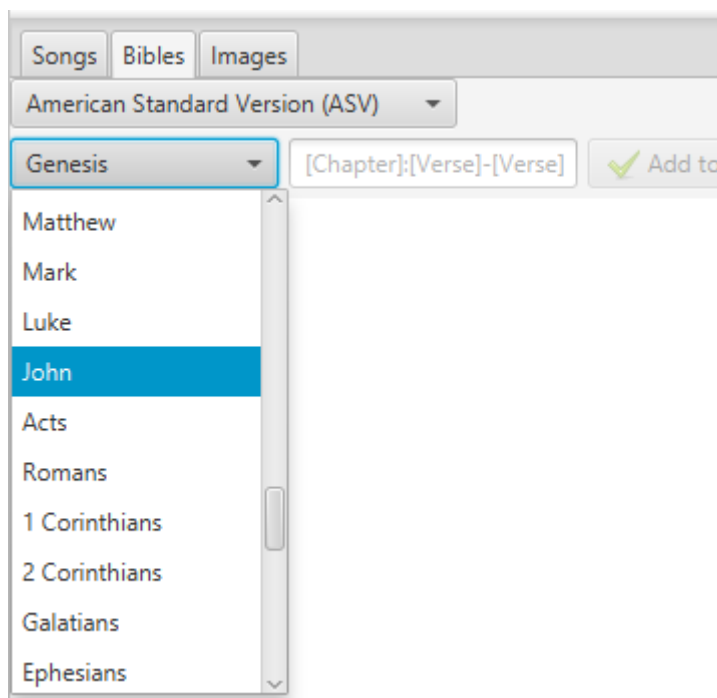 Songs Bibles Images
American Standard Version (ASV)
Genesis [Chapter]:[Verse]-[Verse] Add to
Matthew
Mark
Luke
John
Acts
Romans
1 Corinthians
2 Corinthians
Galatians
Ephesians